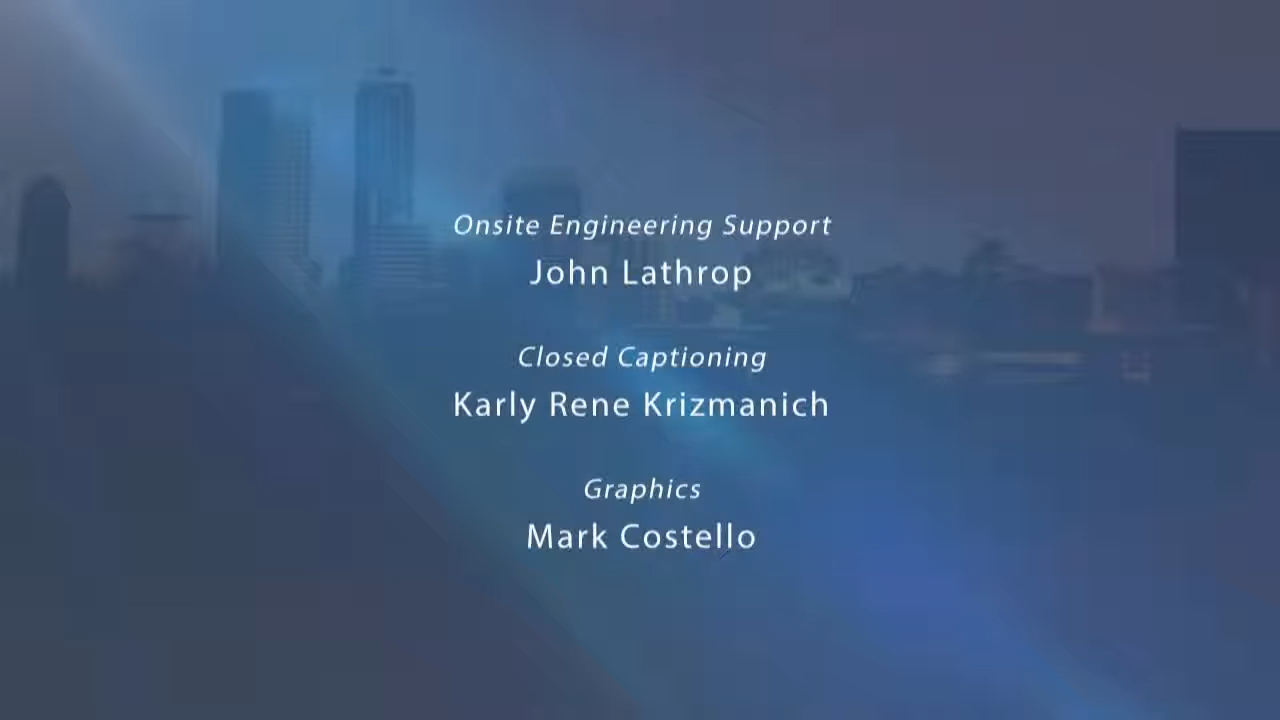 Onsite Engineering Support
John Lathrop
Closed Captioning
Karly Rene Krizmanich
Graphics
Mark Costello